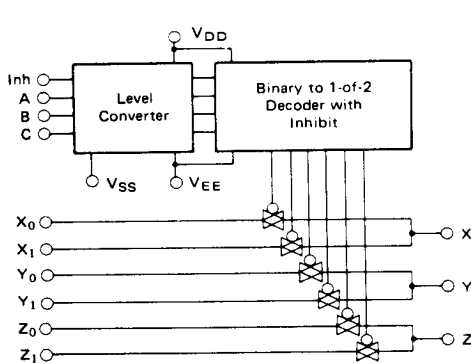 VDD
Inh
A
B
C
Level
Converter
Binary to 1-of-2
Decoder with
Inhibit
VSS
VEE
X0
X1
X
Y0
Y1
Y
Z0
Z1
Z